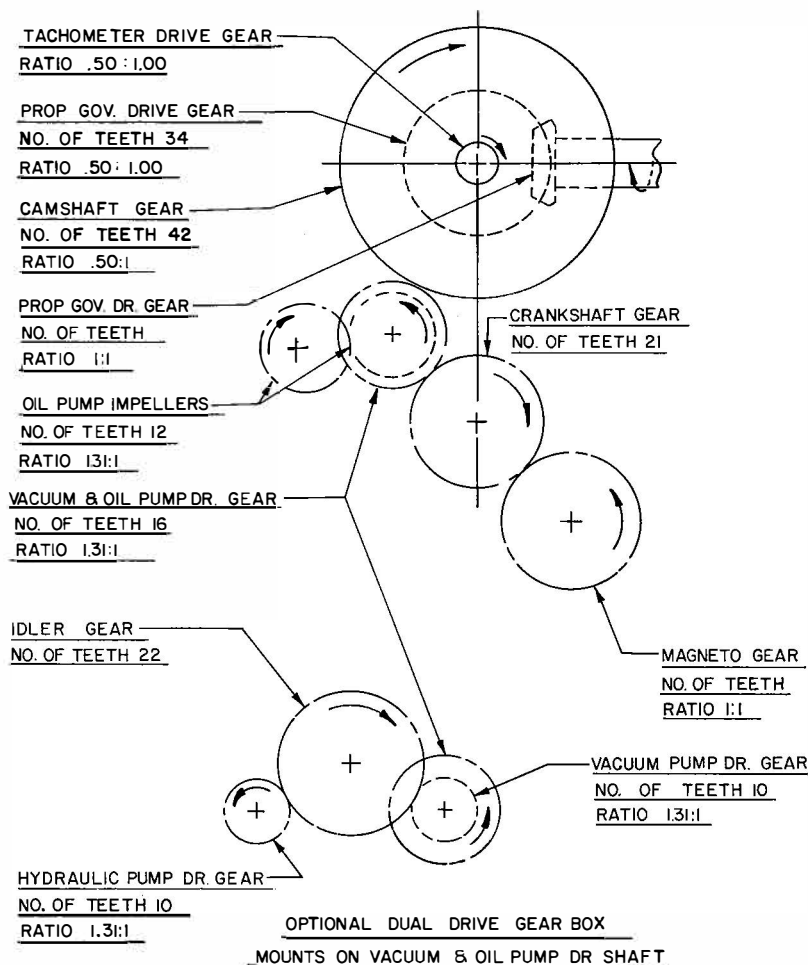 TACHOMETER DRIVE GEAR
RATIO .50:1.00
PROP GOV. DRIVE GEAR
NO. OF TEETH 34
RATIO .50:1.00
CAMSHAFT GEAR
NO. OF TEETH 42
RATIO .50:1
PROP GOV. DR. GEAR
NO. OF TEETH
RATIO 1:1
OIL PUMP IMPELLERS
NO. OF TEETH 12
RATIO 1.31:1
VACUUM & OIL PUMP DR. GEAR
NO. OF TEETH 16
RATIO 1.31:1
CRANKSHAFT GEAR
NO. OF TEETH 21
IDLER GEAR
NO. OF TEETH 22
MAGNETO GEAR
NO. OF TEETH
RATIO 1:1
VACUUM PUMP DR. GEAR
NO. OF TEETH 10
RATIO 1.31:1
HYDRAULIC PUMP DR. GEAR
NO. OF TEETH 10
RATIO 1.31:1
OPTIONAL DUAL DRIVE GEAR BOX
MOUNTS ON VACUUM & OIL PUMP DR SHAFT